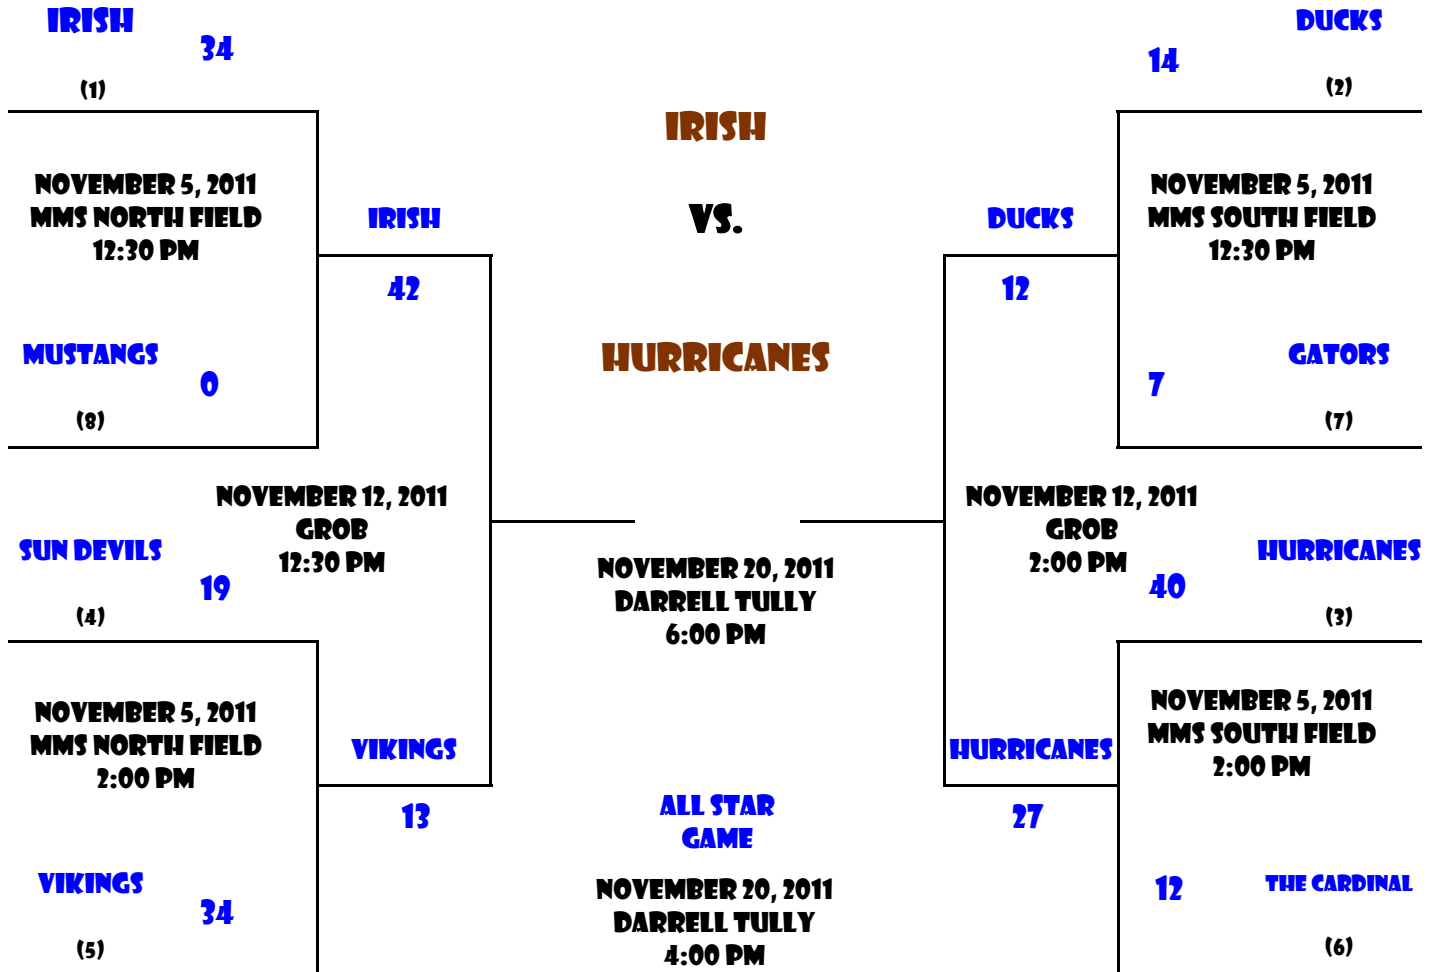 IRISH
34
(1)
NOVEMBER 5, 2011
MMS NORTH FIELD
12:30 PM
MUSTANGS
0
(8)
SUN DEVILS
19
(4)
NOVEMBER 5, 2011
MMS NORTH FIELD
2:00 PM
VIKINGS
34
(5)
IRISH
42
NOVEMBER 12, 2011
GROB
12:30 PM
VIKINGS
13
IRISH
VS.
HURRICANES
NOVEMBER 20, 2011
DARRELL TULLY
6:00 PM
ALL STAR
GAME
NOVEMBER 20, 2011
DARRELL TULLY
4:00 PM
DUCKS
12
NOVEMBER 12, 2011
GROB
2:00 PM
HURRICANES
27
DUCKS
14
(2)
NOVEMBER 5, 2011
MMS SOUTH FIELD
12:30 PM
GATORS
7
(7)
HURRICANES
40
(3)
NOVEMBER 5, 2011
MMS SOUTH FIELD
2:00 PM
12
THE CARDINAL
(6)